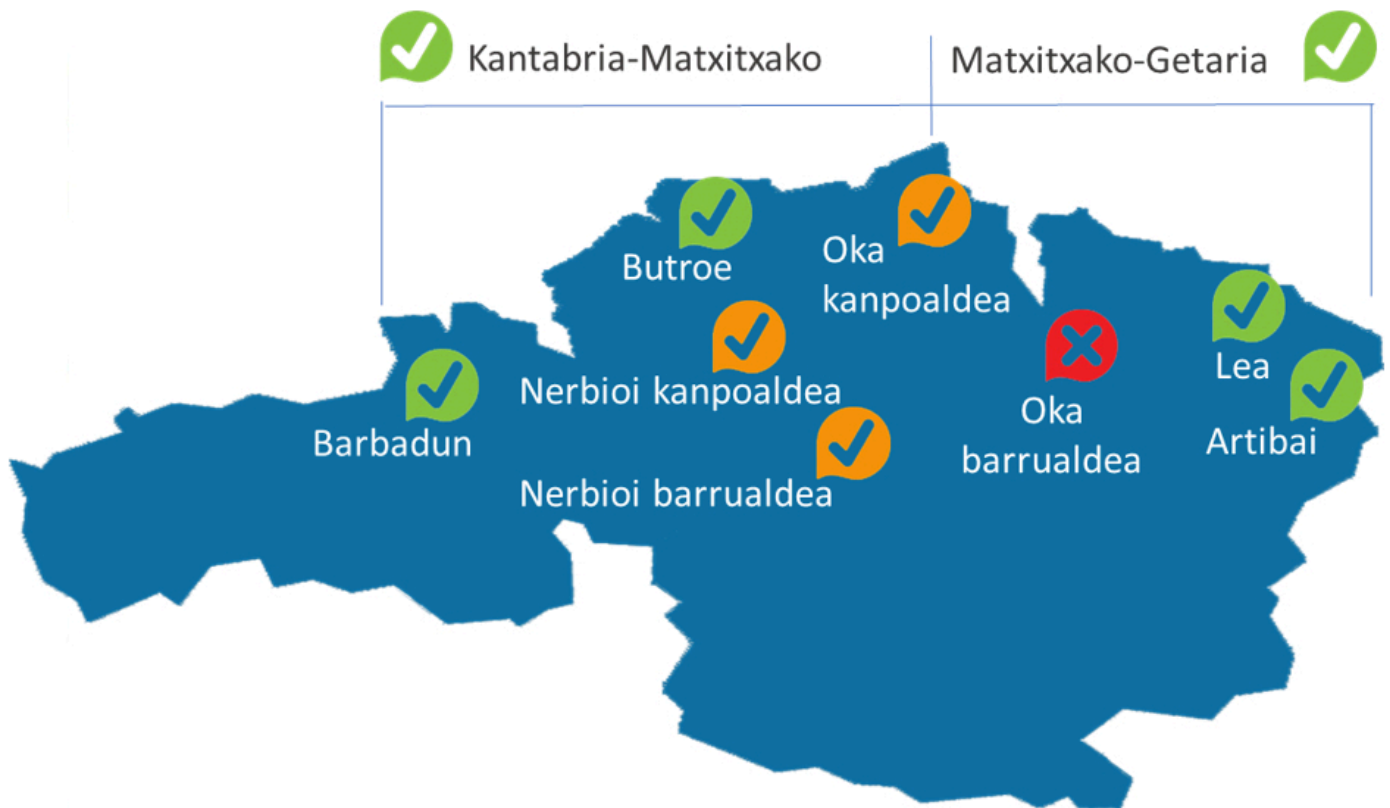 Kantabria-Matxitxako
Matxitxako-Getaria
Butroe
Oka
kanpoaldea
Nerbioi kanpoaldea
Lea
Barbadun
Oka
barrualdea
Artibai
Nerbioi barrualdea